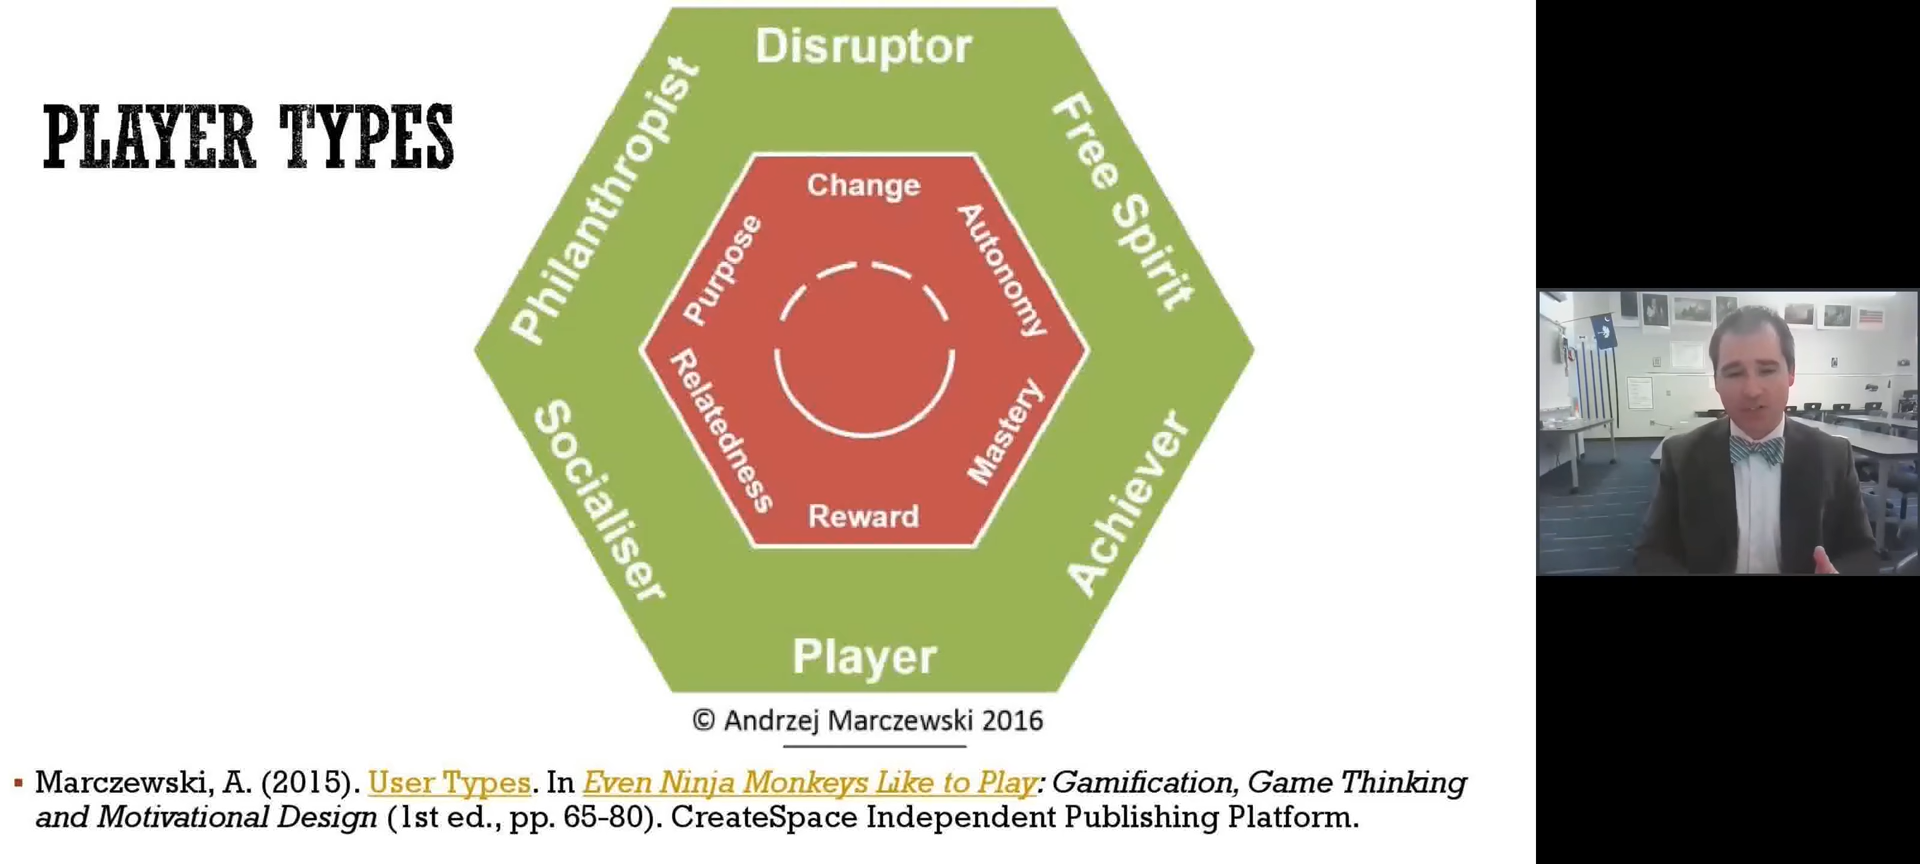 PLAYER TYPES
Disruptor
Philanthropist
Free Spirit
Change
Purpose
Autonomy
Relatedness
Mastery
Reward
Socialiser
Achiever
Player
© Andrzej Marczewski 2016
▪ Marczewski, A. (2015). User Types. In Even Ninja Monkeys Like to Play: Gamification, Game Thinking
and Motivational Design (1st ed., pp. 65-80). CreateSpace Independent Publishing Platform.